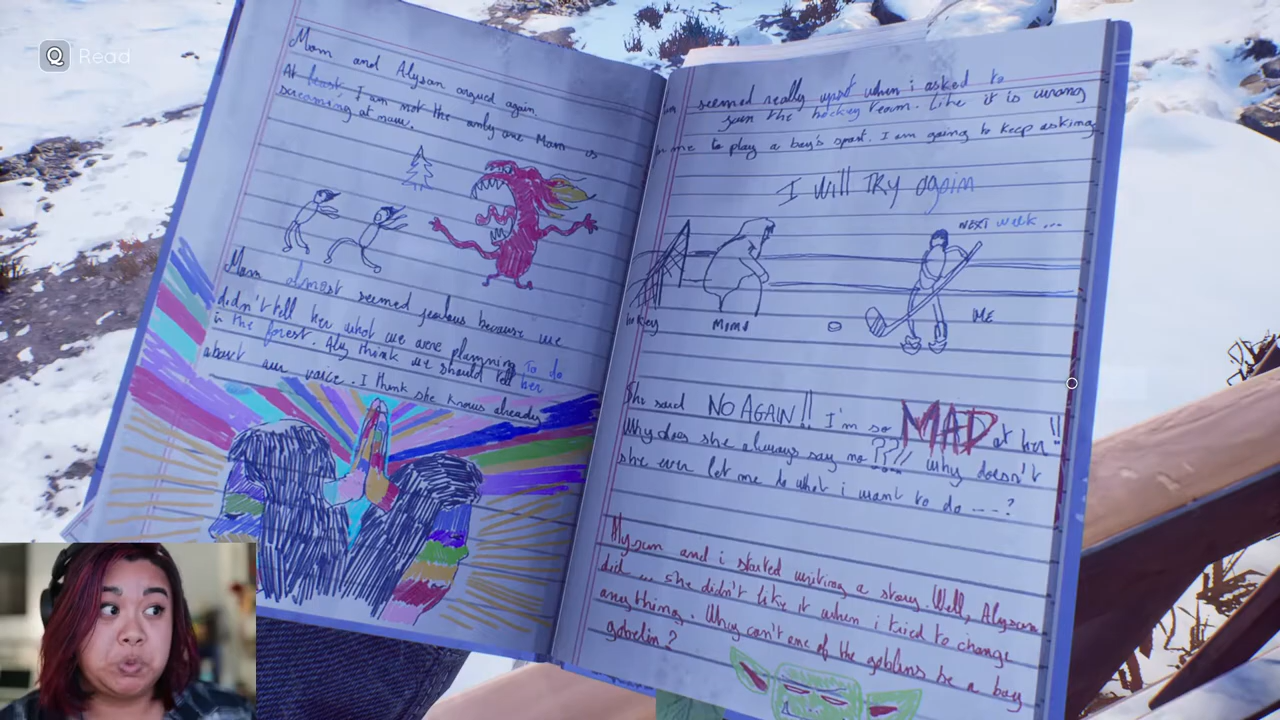 Q Read
Mom and Alyson argued again.
At least I am not the only one Mom is
screaming at now.
Mom almost seemed jealous because we
didn't tell her what we were planning to do
in the forest. Aly think we should tell her
about our voice. I think she knows already
seemed really upset when i asked to
join the hockey team. Like it is wrong
me to play a boy's sport. I am going to keep asking
I will TRY again
NEXT week...
hockey
Mims
ME
She said NO AGAIN!! I'm so MAD at her!!
Why does she always say no ???!! why doesn't
she ever let me do what i want to do ---?
Alyson and i started writing a story. Well, Alyson
did ... she didn't like it when i tried to change
anything. Why can't one of the goblins be a boy
gobelin?